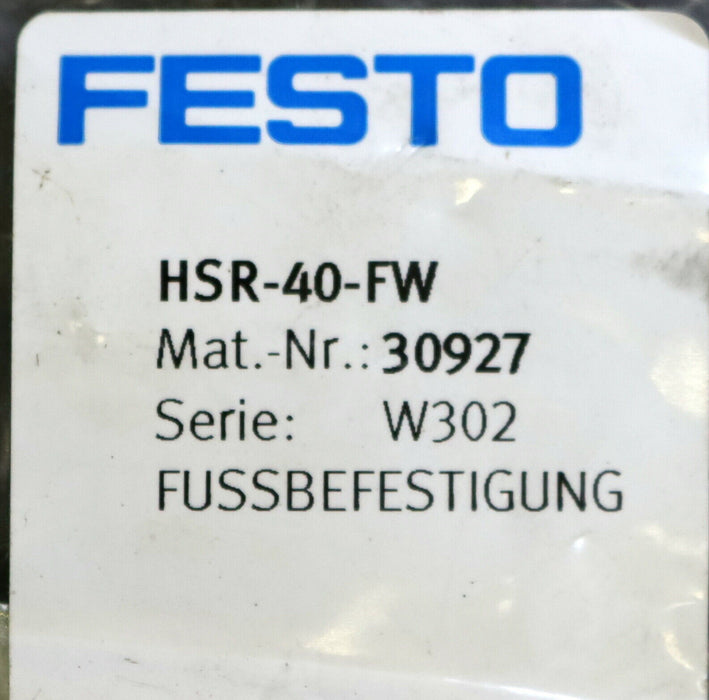 FESTO
HSR-40-FW
Mat.-Nr.: 30927
Serie: W302
FUSSBEFESTIGUNG